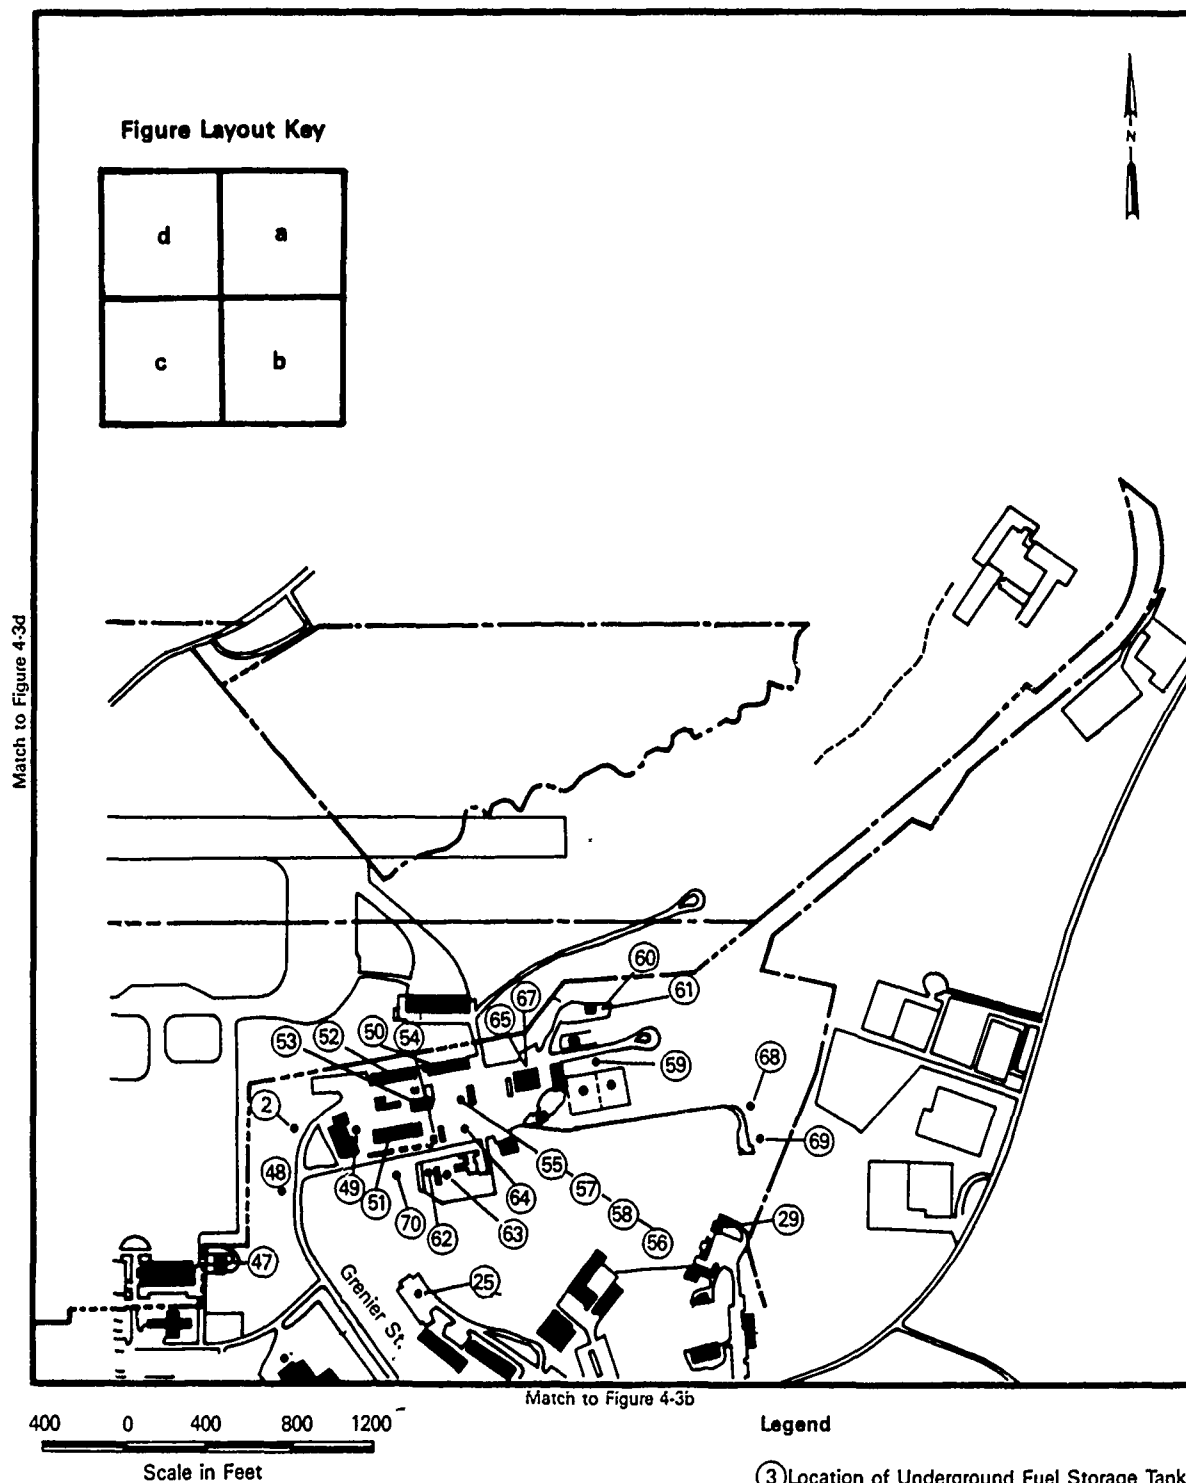 Figure Layout Key
d
a
c
b
N
Match to Figure 4-3d
60
61
67
65
50
54
52
53
59
68
2
69
48
49
51
70
62
63
64
55
57
58
56
29
47
25
Grenier St.
Match to Figure 4-3b
400 0 400 800 1200
Scale in Feet
Legend
3 Location of Underground Fuel Storage Tank